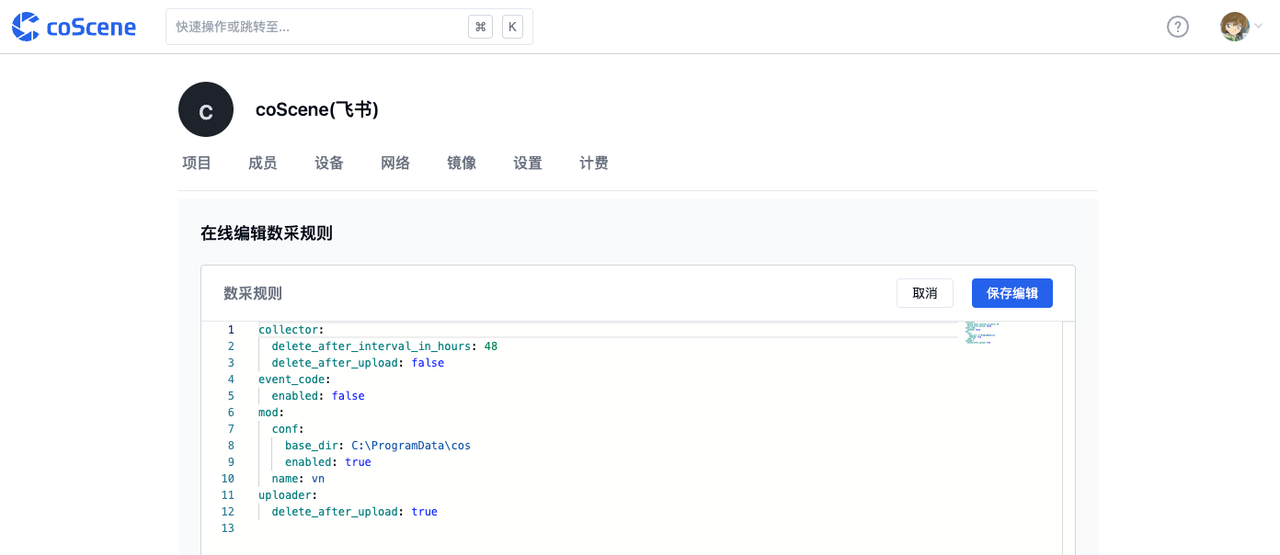 coScene
快速操作或跳转至...
⌘ K
?
C
coScene(飞书)
项目 成员 设备 网络 镜像 设置 计费
在线编辑数采规则
数采规则
取消 保存编辑
1 collector:
2   delete_after_interval_in_hours: 48
3   delete_after_upload: false
4 event_code:
5   enabled: false
6 mod:
7   conf:
8     base_dir: C:\ProgramData\cos
9     enabled: true
10   name: vn
11 uploader:
12   delete_after_upload: true
13